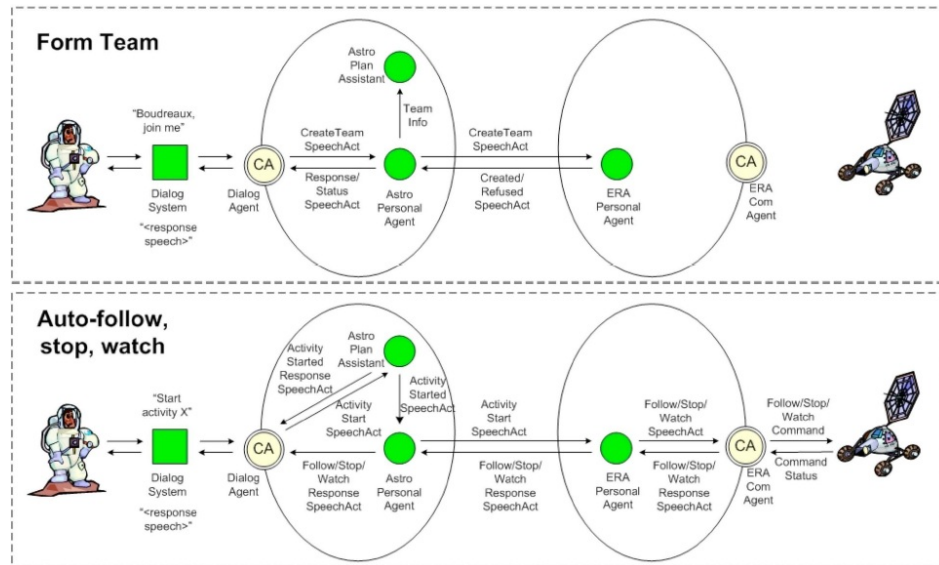 Form Team
"Boudreaux,
join me"
Dialog
System
"<response
speech>"
CA
Dialog
Agent
CreateTeam
SpeechAct
Response/
Status
SpeechAct
Astro
Plan
Assistant
Team
Info
Astro
Personal
Agent
CreateTeam
SpeechAct
Created/
Refused
SpeechAct
ERA
Personal
Agent
CA
ERA
Com
Agent
Auto-follow,
stop, watch
"Start
activity X"
Dialog
System
"<response
speech>"
CA
Dialog
Agent
Activity
Started
Response
SpeechAct
Astro
Plan
Assistant
Activity
Start
SpeechAct
Activity
Started
SpeechAct
Follow/Stop/
Watch
Response
SpeechAct
Astro
Personal
Agent
Activity
Start
SpeechAct
Follow/Stop/
Watch
Response
SpeechAct
ERA
Personal
Agent
Follow/Stop/
Watch
SpeechAct
Follow/Stop/
Watch
Response
SpeechAct
CA
ERA
Com
Agent
Follow/Stop/
Watch
Command
Command
Status